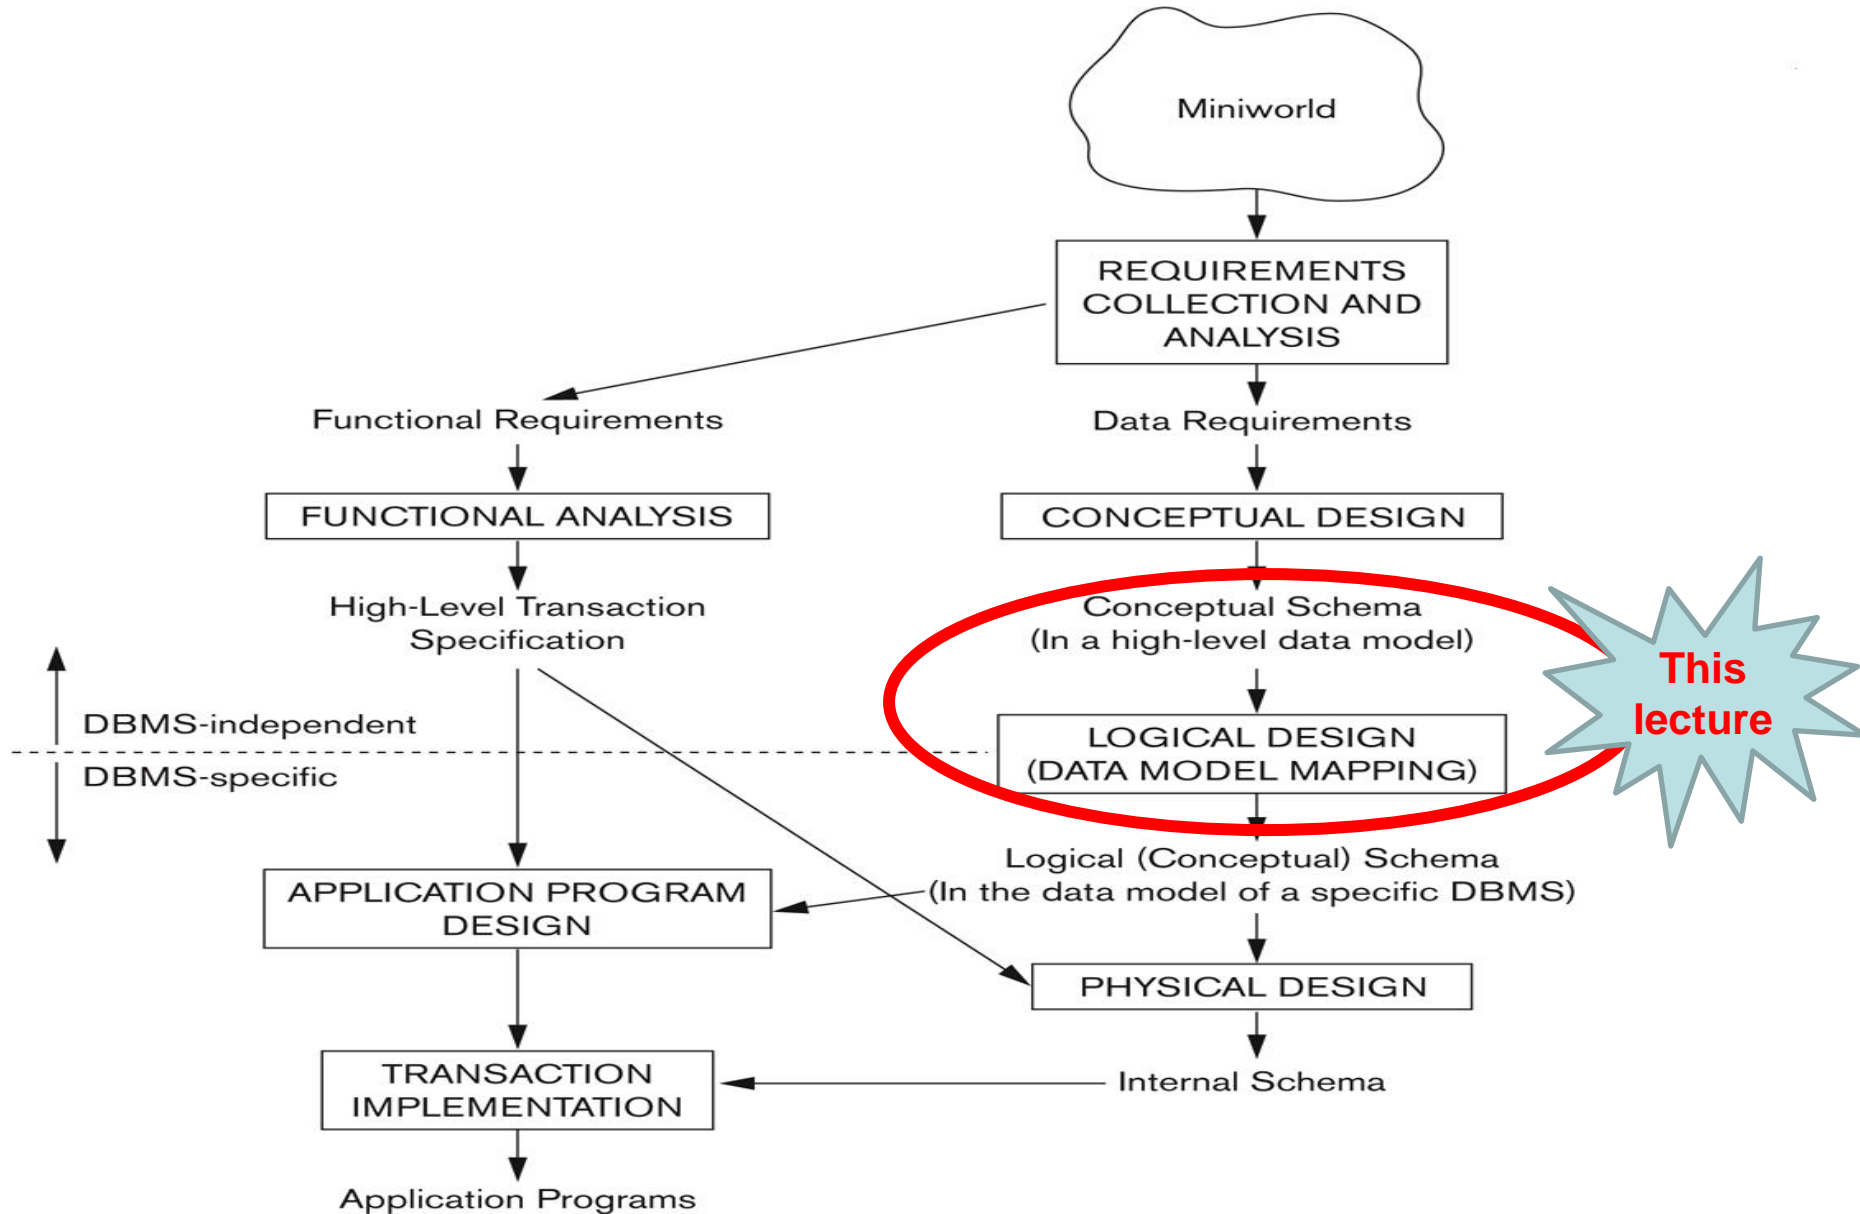 Miniworld
REQUIREMENTS
COLLECTION AND
ANALYSIS
Functional Requirements
Data Requirements
FUNCTIONAL ANALYSIS
CONCEPTUAL DESIGN
High-Level Transaction
Specification
Conceptual Schema
(In a high-level data model)
This
lecture
DBMS-independent
DBMS-specific
LOGICAL DESIGN
(DATA MODEL MAPPING)
Logical (Conceptual) Schema
(In the data model of a specific DBMS)
APPLICATION PROGRAM
DESIGN
PHYSICAL DESIGN
TRANSACTION
IMPLEMENTATION
Internal Schema
Application Programs